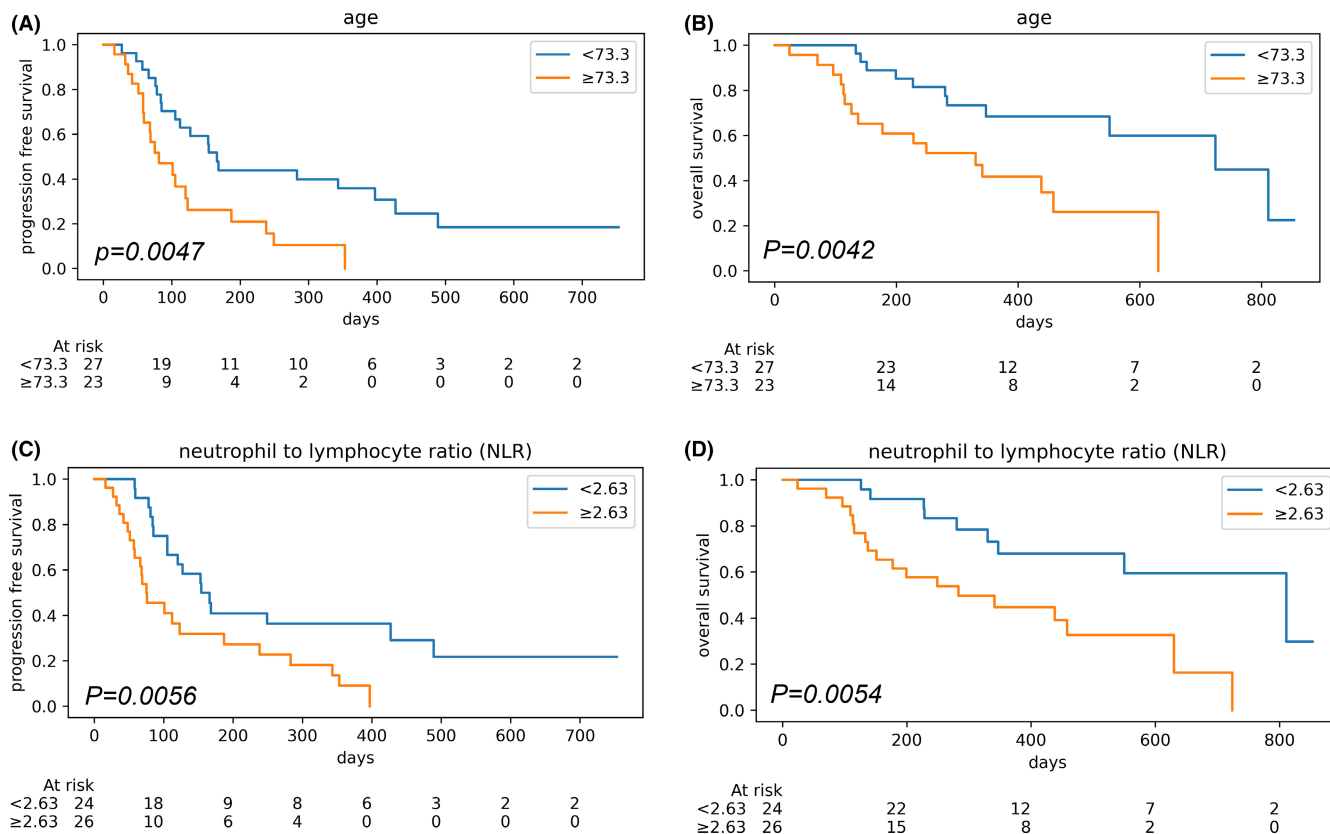 (A)
age
1.0
0.8
0.6
0.4
0.2
0.0
progression free survival
<73.3
≥73.3
p=0.0047
0 100 200 300 400 500 600 700
days
At risk
<73.3 27 19 11 10 6 3 2 2
≥73.3 23 9 4 2 0 0 0 0
(B)
age
1.0
0.8
0.6
0.4
0.2
0.0
overall survival
<73.3
≥73.3
P=0.0042
0 200 400 600 800
days
At risk
<73.3 27 23 12 7 2
≥73.3 23 14 8 2 0
(C)
neutrophil to lymphocyte ratio (NLR)
1.0
0.8
0.6
0.4
0.2
0.0
progression free survival
<2.63
≥2.63
P=0.0056
0 100 200 300 400 500 600 700
days
At risk
<2.63 24 18 9 8 6 3 2 2
≥2.63 26 10 6 4 0 0 0 0
(D)
neutrophil to lymphocyte ratio (NLR)
1.0
0.8
0.6
0.4
0.2
0.0
overall survival
<2.63
≥2.63
P=0.0054
0 200 400 600 800
days
At risk
<2.63 24 22 12 7 2
≥2.63 26 15 8 2 0